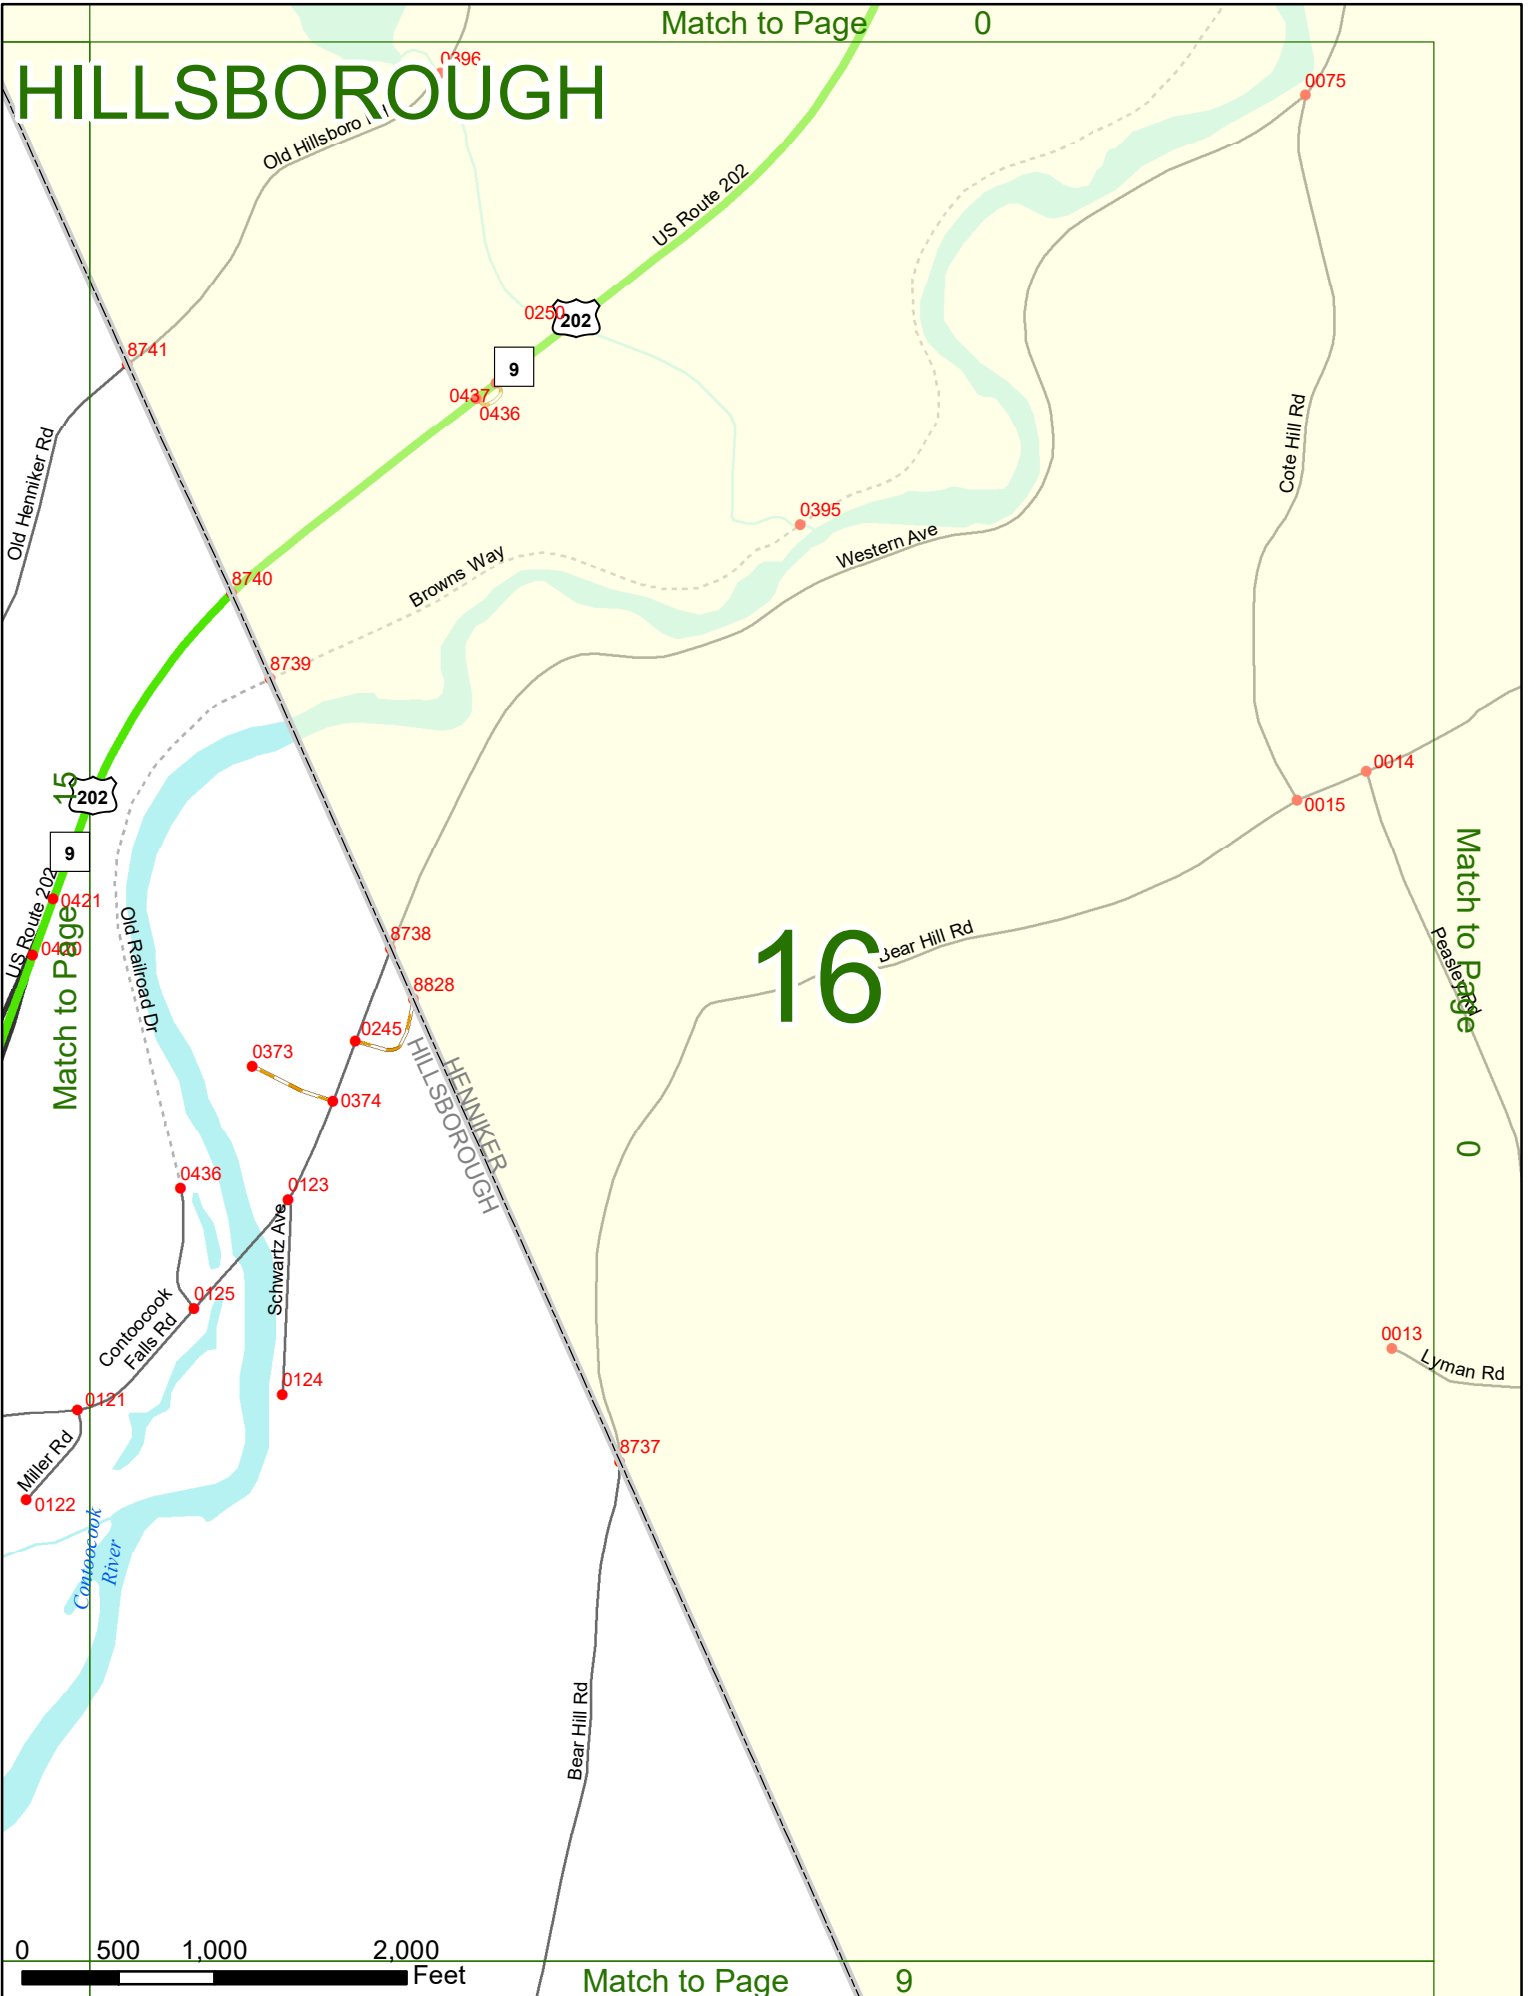 Match to Page 0
HILLSBOROUGH
0396
0075
Old Hillsboro
US Route 202
0250
202
9
8741
0437
0436
Old Henniker Rd
Cote Hill Rd
0395
Western Ave
Browns Way
8740
8739
0014
0015
202
9
Match to Page 15
US Route 202
0421
0420
Old Railroad Dr
8738
8828
0245
0373
0374
16
Bear Hill Rd
Peasley Rd
Match to Page 0
HENNIKER
HILLSBOROUGH
0436
0123
Schwartz Ave
0125
Contoocook
Falls Rd
0124
0121
Miller Rd
0122
Contoocook
River
0013
Lyman Rd
8737
Bear Hill Rd
0 500 1,000 2,000
Feet
Match to Page 9